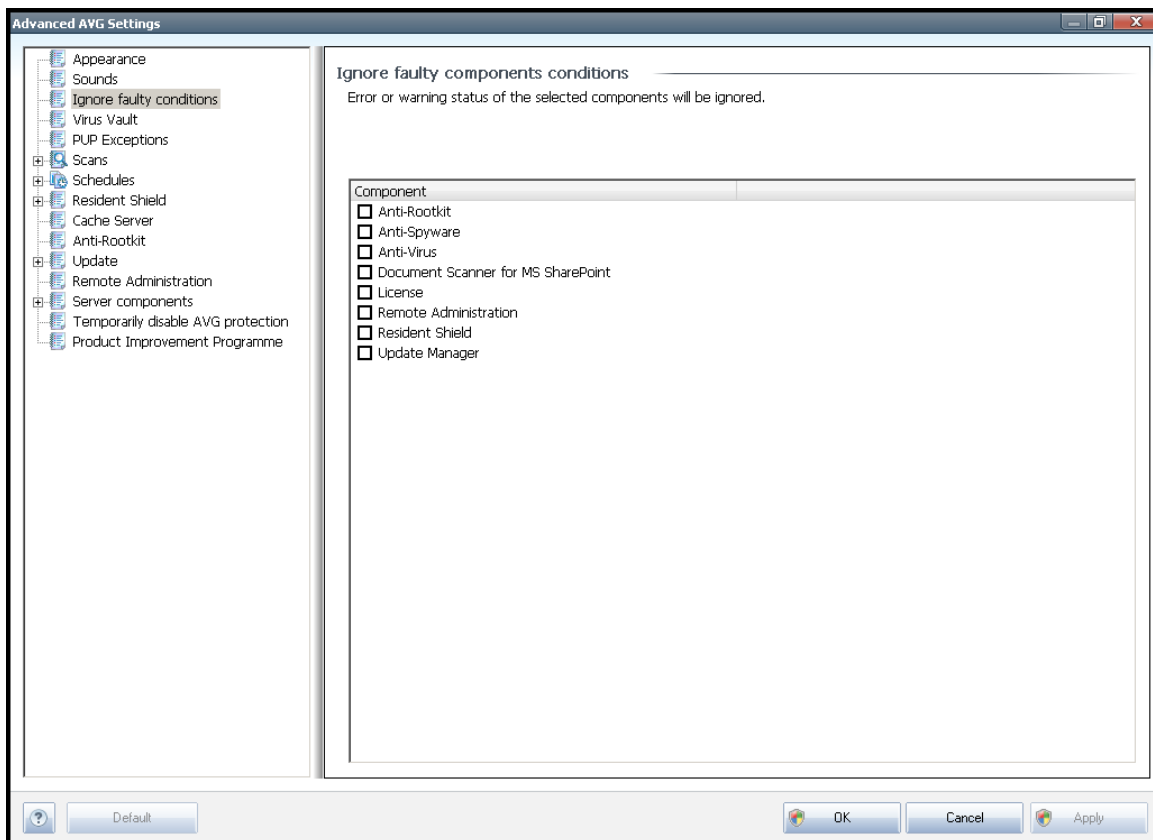 Advanced AVG Settings
Appearance
Sounds
Ignore faulty conditions
Virus Vault
PUP Exceptions
Scans
Schedules
Resident Shield
Cache Server
Anti-Rootkit
Update
Remote Administration
Server components
Temporarily disable AVG protection
Product Improvement Programme
Ignore faulty components conditions
Error or warning status of the selected components will be ignored.
Component
Anti-Rootkit
Anti-Spyware
Anti-Virus
Document Scanner for MS SharePoint
License
Remote Administration
Resident Shield
Update Manager
? Default OK Cancel Apply